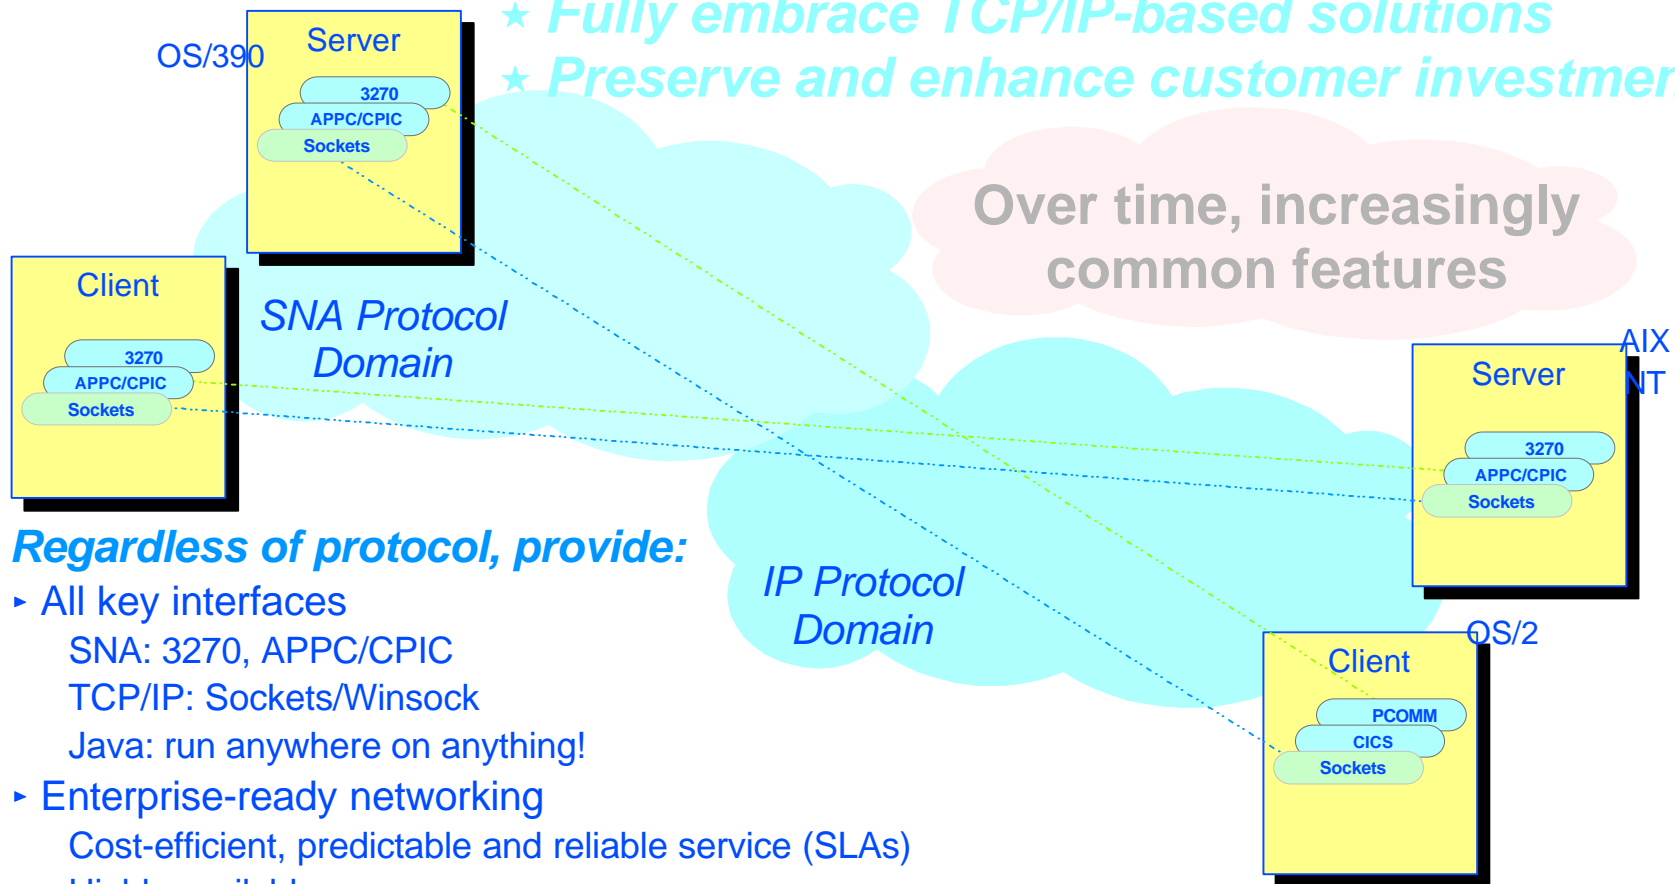 ★ Fully embrace TCP/IP-based solutions
★ Preserve and enhance customer
OS/390
Server
3270
APPC/CPIC
Sockets
Over time, increasingly
common features
Client
3270
APPC/CPIC
Sockets
SNA Protocol
Domain
AIX
NT
Server
3270
APPC/CPIC
Sockets
IP Protocol
Domain
OS/2
Client
PCOMM
CICS
Sockets
Regardless of protocol, provide:
► All key interfaces
SNA: 3270, APPC/CPIC
TCP/IP: Sockets/Winsock
Java: run anywhere on anything!
► Enterprise-ready networking
Cost-efficient, predictable and reliable service (SLAs)